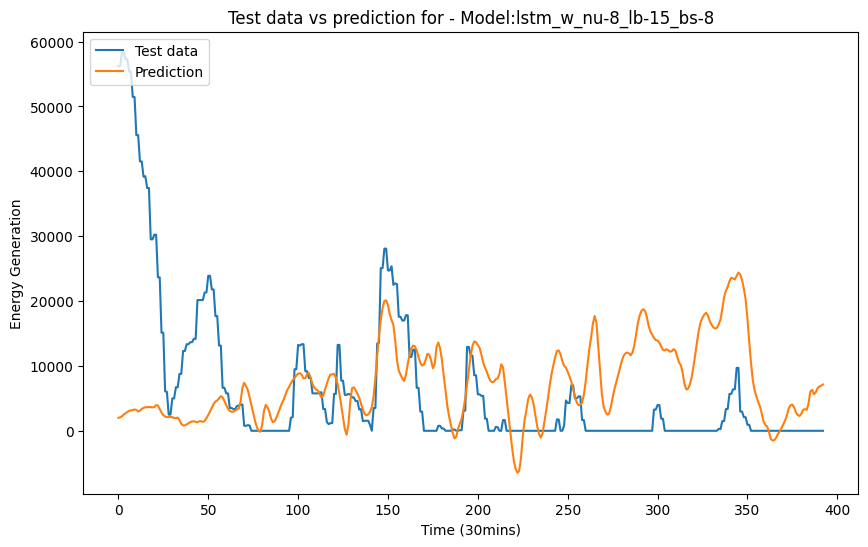 Test data vs prediction for - Model:lstm_w_nu-8_lb-15_bs-8
Test data
Prediction
Energy Generation
60000
50000
40000
30000
20000
10000
0
0 50 100 150 200 250 300 350 400
Time (30mins)